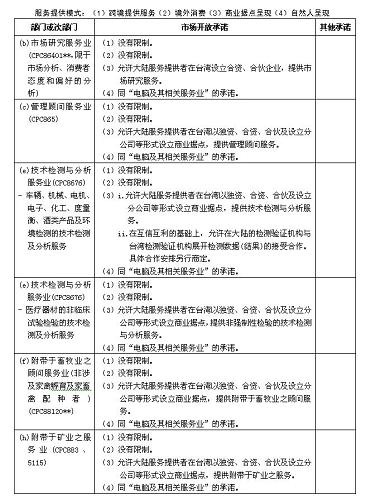 服务提供模式：（1）跨境提供服务（2）境外消费（3）商业据点呈现（4）自然人呈现
部门或次部门
市场开放承诺
其他承诺
(b)市场研究服务业
(CPC86401**,限于
市场分析、消费者
态度和偏好的分
析)
（1）没有限制。
（2）没有限制。
（3）允许大陆服务提供者在台湾设立合资、合伙企业，提供市
场研究服务。
（4）同“电脑及其相关服务业”的承诺。
(c)管理顾问服务业
(CPC865)
（1）没有限制。
（2）没有限制。
（3）允许大陆服务提供者在台湾以独资、合资、合伙及设立分
公司等形式设立商业据点，提供管理顾问服务。
（4）同“电脑及其相关服务业”的承诺。
(e)技术检测与分析
服务业(CPC8676)
- 车辆、机械、电机、
电子、化工、度量
衡、酒类产品及环
境检测的技术检测
及分析服务
（1）没有限制。
（2）没有限制。
（3）i.允许大陆服务提供者在台湾以独资、合资、合伙及设立
分公司等形式设立商业据点，提供技术检测与分析服
务。
ii.在互信互利的基础上，允许在大陆的检测验证机构与
台湾检测验证机构展开检测数据(结果)的接受合作。
具体合作安排另行商定。
（4）同“电脑及其相关服务业”的承诺。
(e)技术检测与分析
服务业(CPC8676)
- 医疗器材的非临床
试验检验的技术检
测及分析服务
（1）没有限制。
（2）没有限制。
（3）允许大陆服务提供者在台湾以独资、合资、合伙及设立分
公司等形式设立商业据点,提供非强制性检验的技术检测
与分析服务。
（4）同“电脑及其相关服务业”的承诺。
(f)附带于畜牧业之
顾问服务业(非涉
及家禽孵育及家畜
禽配种者)
(CPC88120**)
（1）没有限制。
（2）没有限制。
（3）允许大陆服务提供者在台湾以独资、合资、合伙及设立分
公司等形式设立商业据点，提供附带于畜牧业之顾问服
务。
（4）同“电脑及其相关服务业”的承诺。
(h)附带于矿业之服
务业(CPC883、
5115)
（1）没有限制。
（2）没有限制。
（3）允许大陆服务提供者在台湾以独资、合资、合伙及设立分
公司等形式设立商业据点，提供附带于矿业之服务。
（4）同“电脑及其相关服务业”的承诺。